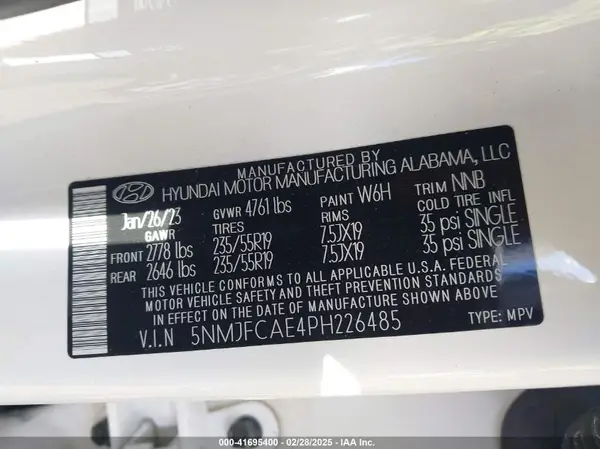 MANUFACTURED BY
HYUNDAI MOTOR MANUFACTURING ALABAMA, LLC
Jan/26/23 GVWR 4761 lbs PAINT W6H TRIM NNB
GAWR TIRES RIMS COLD TIRE INFL
FRONT 2778 lbs 235/55R19 7.5JX19 35 psi SINGLE
REAR 2646 lbs 235/55R19 7.5JX19 35 psi SINGLE
THIS VEHICLE CONFORMS TO ALL APPLICABLE U.S.A. FEDERAL
MOTOR VEHICLE SAFETY AND THEFT PREVENTION STANDARDS
IN EFFECT ON THE DATE OF MANUFACTURE SHOWN ABOVE.
V.I.N 5NMJFCAE4PH226485 TYPE: MPV
41695400 - 02/28/2025 - IAA Inc.